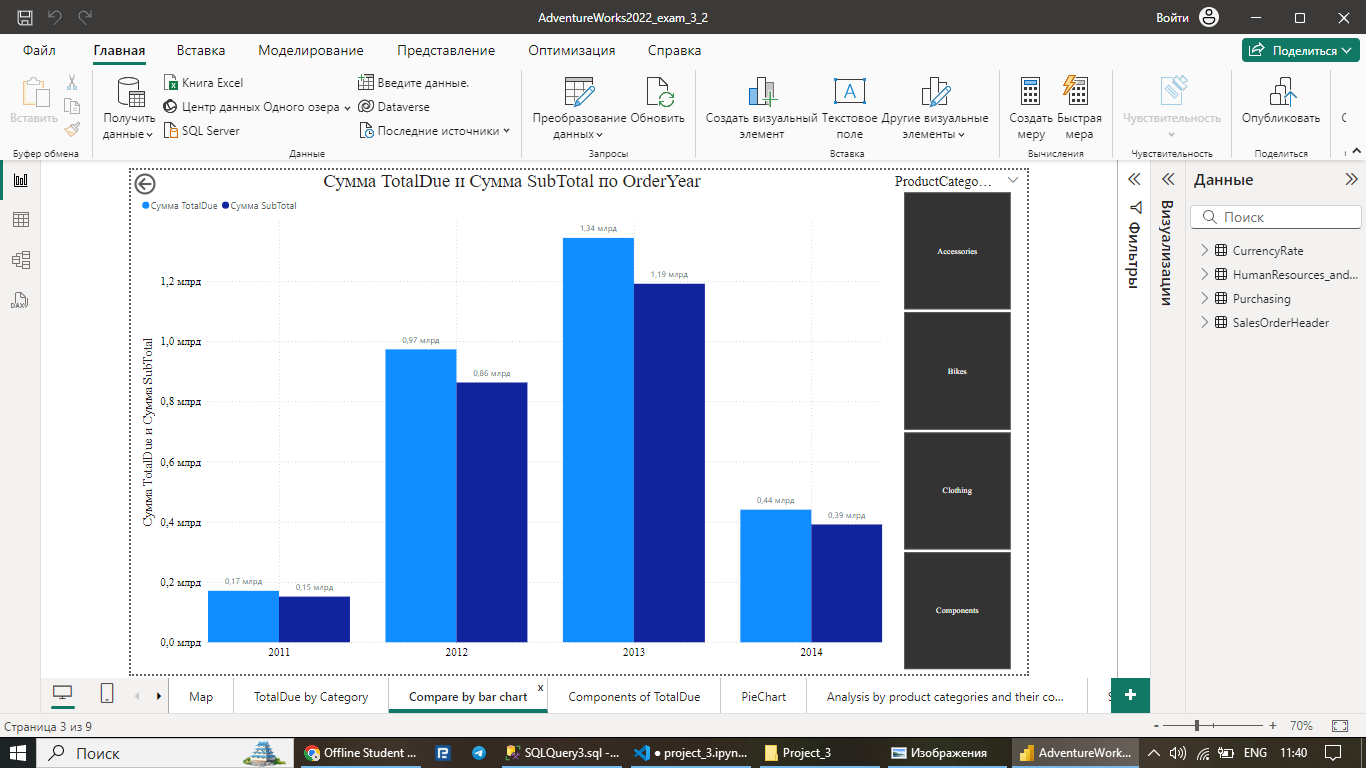 AdventureWorks2022_exam_3_2
Войти
Файл Главная Вставка Моделирование Представление Оптимизация Справка
Поделиться
Вставить
Буфер обмена
Получить данные
Книга Excel
Центр данных Одного озера
SQL Server
Введите данные.
Dataverse
Последние источники
Данные
Преобразование данных
Обновить
Запросы
Создать визуальный элемент
Текстовое поле
Другие визуальные элементы
Вставка
Создать меру
Быстрая мера
Вычисления
Чувствительность
Чувствительность
Опубликовать
Поделиться
Сумма TotalDue и Сумма SubTotal по OrderYear
Сумма TotalDue Сумма SubTotal
Сумма TotalDue и Сумма SubTotal
1,2 млрд
1,0 млрд
0,8 млрд
0,6 млрд
0,4 млрд
0,2 млрд
0,0 млрд
0,17 млрд
0,15 млрд
0,97 млрд
0,86 млрд
1,34 млрд
1,19 млрд
0,44 млрд
0,39 млрд
2011 2012 2013 2014
ProductCatego...
Accessories
Bikes
Clothing
Components
Фильтры
Визуализации
Данные
Поиск
CurrencyRate
HumanResources_and...
Purchasing
SalesOrderHeader
Map
TotalDue by Category
Compare by bar chart
x
Components of TotalDue
PieChart
Analysis by product categories and their co...
+
Страница 3 из 9
- + 70%
Поиск
Offline Student ...
SQLQuery3.sql -...
● project_3.ipyn...
Project_3
Изображения
AdventureWork...
ENG
11:40